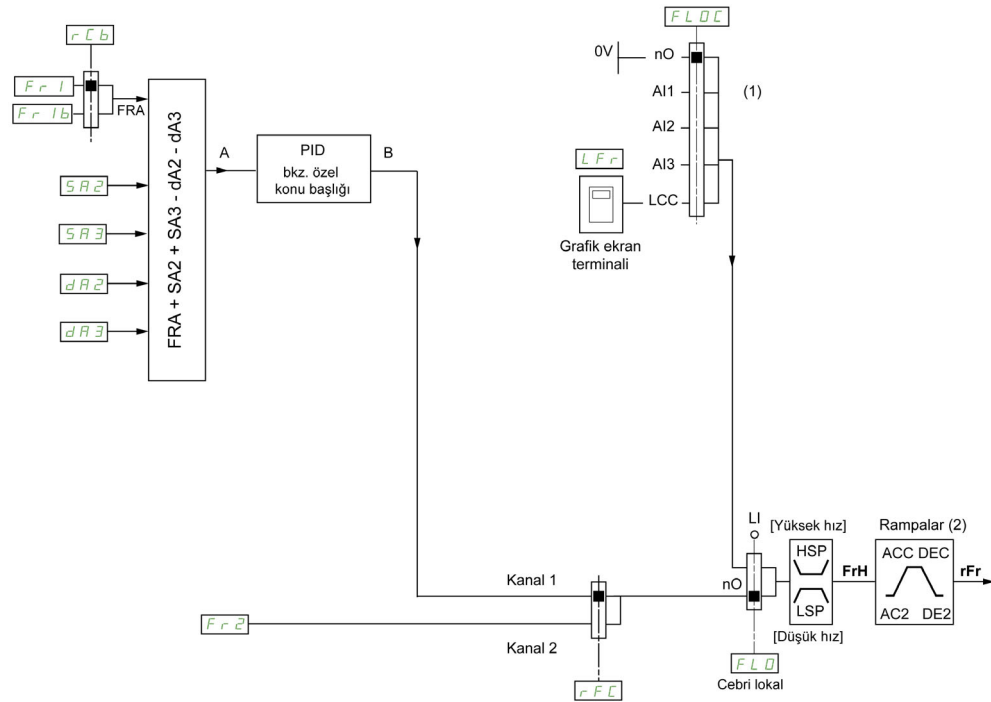 rCb
Fr1
Fr1b
FRA
SA2
SA3
dA2
dA3
FRA + SA2 + SA3 - dA2 - dA3
A
PID
bkz. özel
konu başlığı
B
FLOC
0V
nO
AI1
AI2
AI3
LCC
(1)
LFr
Grafik ekran
terminali
Kanal 1
Fr2
Kanal 2
rFC
LI
nO
FLO
Cebri lokal
[Yüksek hız]
HSP
LSP
[Düşük hız]
FrH
Rampalar (2)
ACC DEC
AC2 DE2
rFr